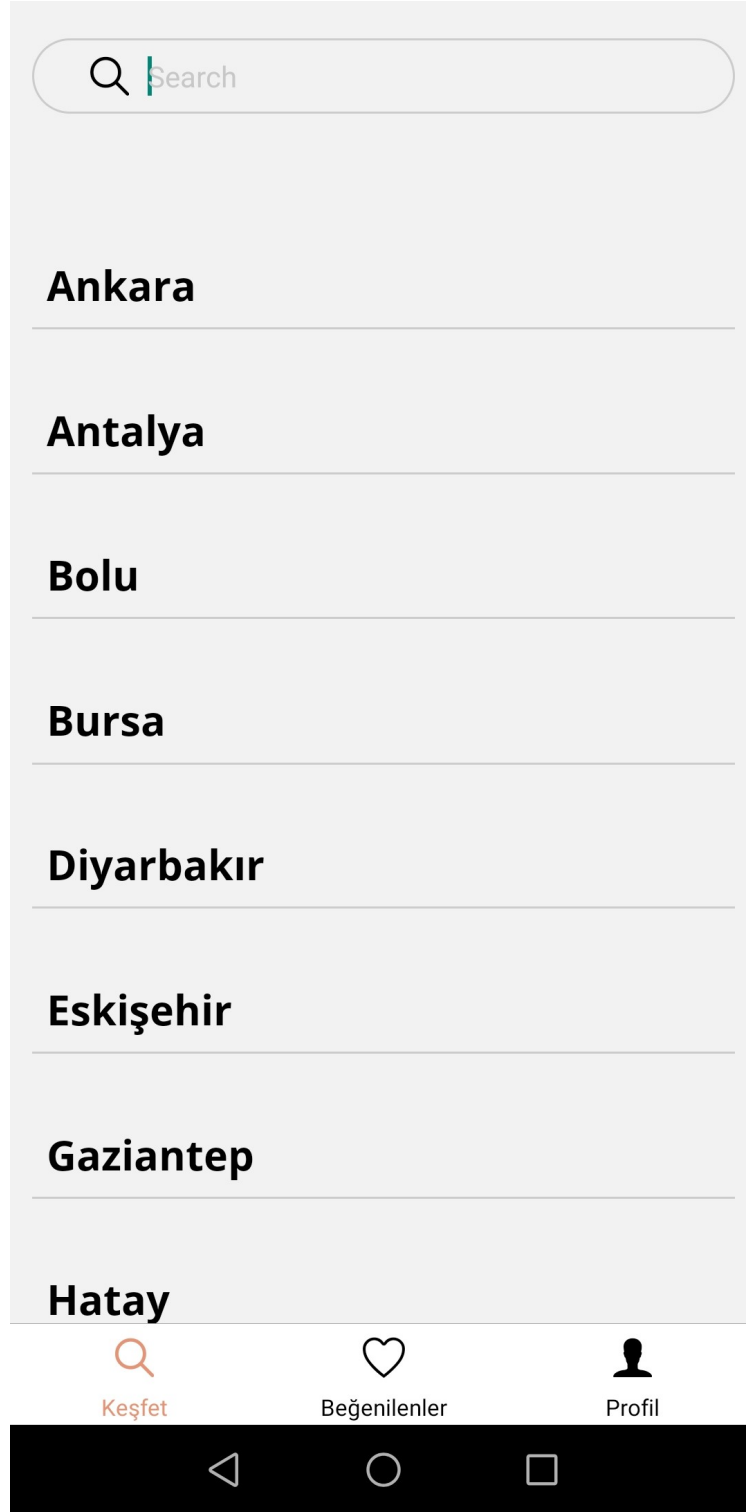 Search
Ankara
Antalya
Bolu
Bursa
Diyarbakır
Eskişehir
Gaziantep
Hatay
Keşfet
Beğenilenler
Profil